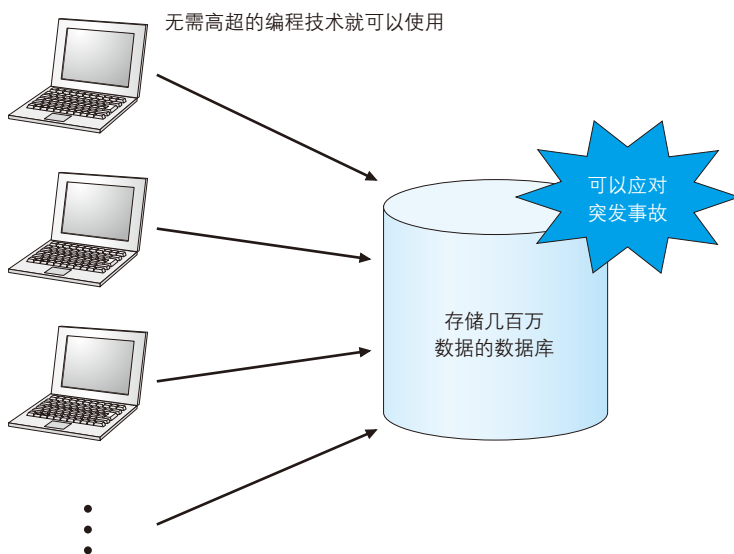 无需高超的编程技术就可以使用
可以应对
突发事故
存储几百万
数据的数据库